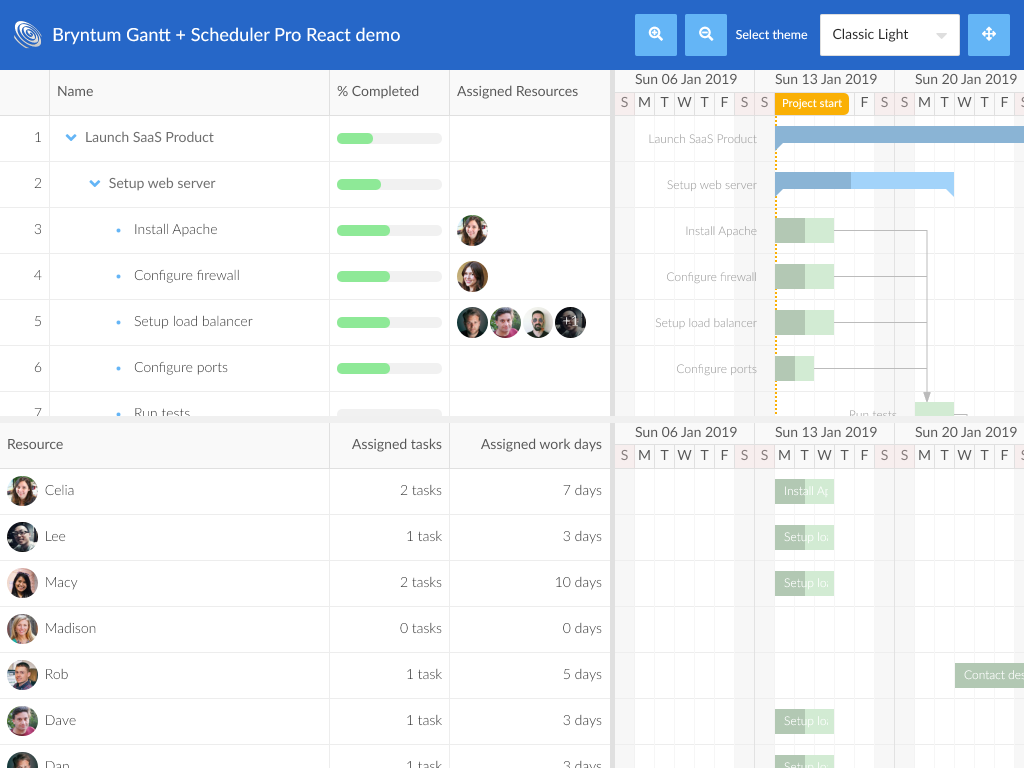 Bryntum Gantt + Scheduler Pro React demo
Select theme
Classic Light
Name
% Completed
Assigned Resources
Sun 06 Jan 2019 Sun 13 Jan 2019 Sun 20 Jan 2019
S M T W T F S S Project start F S S M T W T F S
1 Launch SaaS Product
Launch SaaS Product
2 Setup web server
Setup web server
3 Install Apache
Install Apache
4 Configure firewall
Configure firewall
5 Setup load balancer
+1
Setup load balancer
6 Configure ports
Configure ports
7 Run tests
Run tests
Resource Assigned tasks Assigned work days
Sun 06 Jan 2019 Sun 13 Jan 2019 Sun 20 Jan 2019
S M T W T F S S M T W T F S S M T W T F S
Celia 2 tasks 7 days
Install Ap
Lee 1 task 3 days
Setup loa
Macy 2 tasks 10 days
Setup loa
Madison 0 tasks 0 days
Rob 1 task 5 days
Contact des
Dave 1 task 3 days
Setup loa
Dan 1 task 3 days
Setup loa